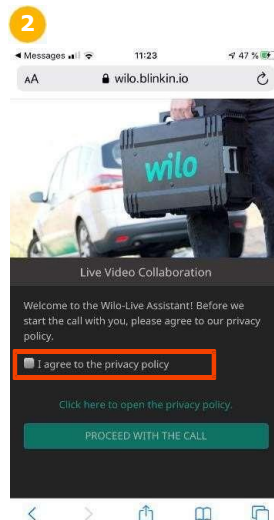 2
Messages
11:23
47 %
AA
wilo.blinkin.io
wilo
Live Video Collaboration
Welcome to the Wilo-Live Assistant! Before we
start the call with you, please agree to our privacy
policy.
I agree to the privacy policy
Click here to open the privacy policy.
PROCEED WITH THE CALL